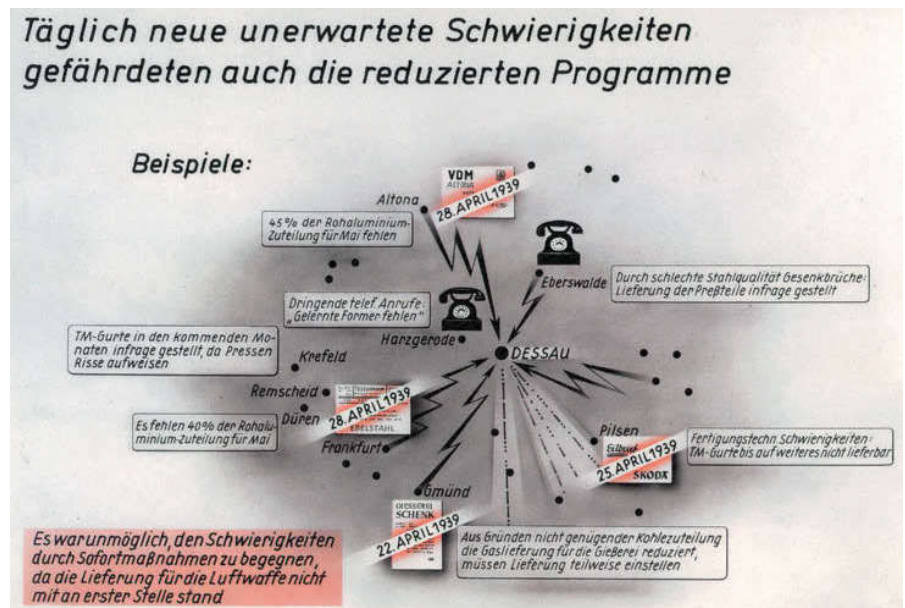 Täglich neue unerwartete Schwierigkeiten
gefährdeten auch die reduzierten Programme
Beispiele:
VDM
ALTONA
28. APRIL 1939
Altona
45% der Rohaluminium-
Zuteilung für Mai fehlen
Eberswalde
Durch schlechte Stahlqualität Gesenkbrüche:
Lieferung der Preßteile infrage gestellt
Dringende telef. Anrufe:
„Gelernte Former fehlen"
Harzgerode
DESSAU
TM-Gurte in den kommenden Mo-
naten infrage gestellt, da Pressen
Risse aufweisen
Krefeld
Remscheid
Düren
28. APRIL 1939
EDELSTAHL
Es fehlen 40% der Rohalu-
minium-Zuteilung für Mai
Frankfurt
Pilsen
25. APRIL 1939
SKODA
Fertigungstechn. Schwierigkeiten:
TM-Gurte bis auf weiteres nicht lieferbar
Gmünd
SCHENK
22. APRIL 1939
Aus Gründen nicht genügender Kohlezuteilung
die Gaslieferung für die Gießerei reduziert,
müssen Lieferung teilweise einstellen
Es war unmöglich, den Schwierigkeiten
durch Sofortmaßnahmen zu begegnen,
da die Lieferung für die Luftwaffe nicht
mit an erster Stelle stand